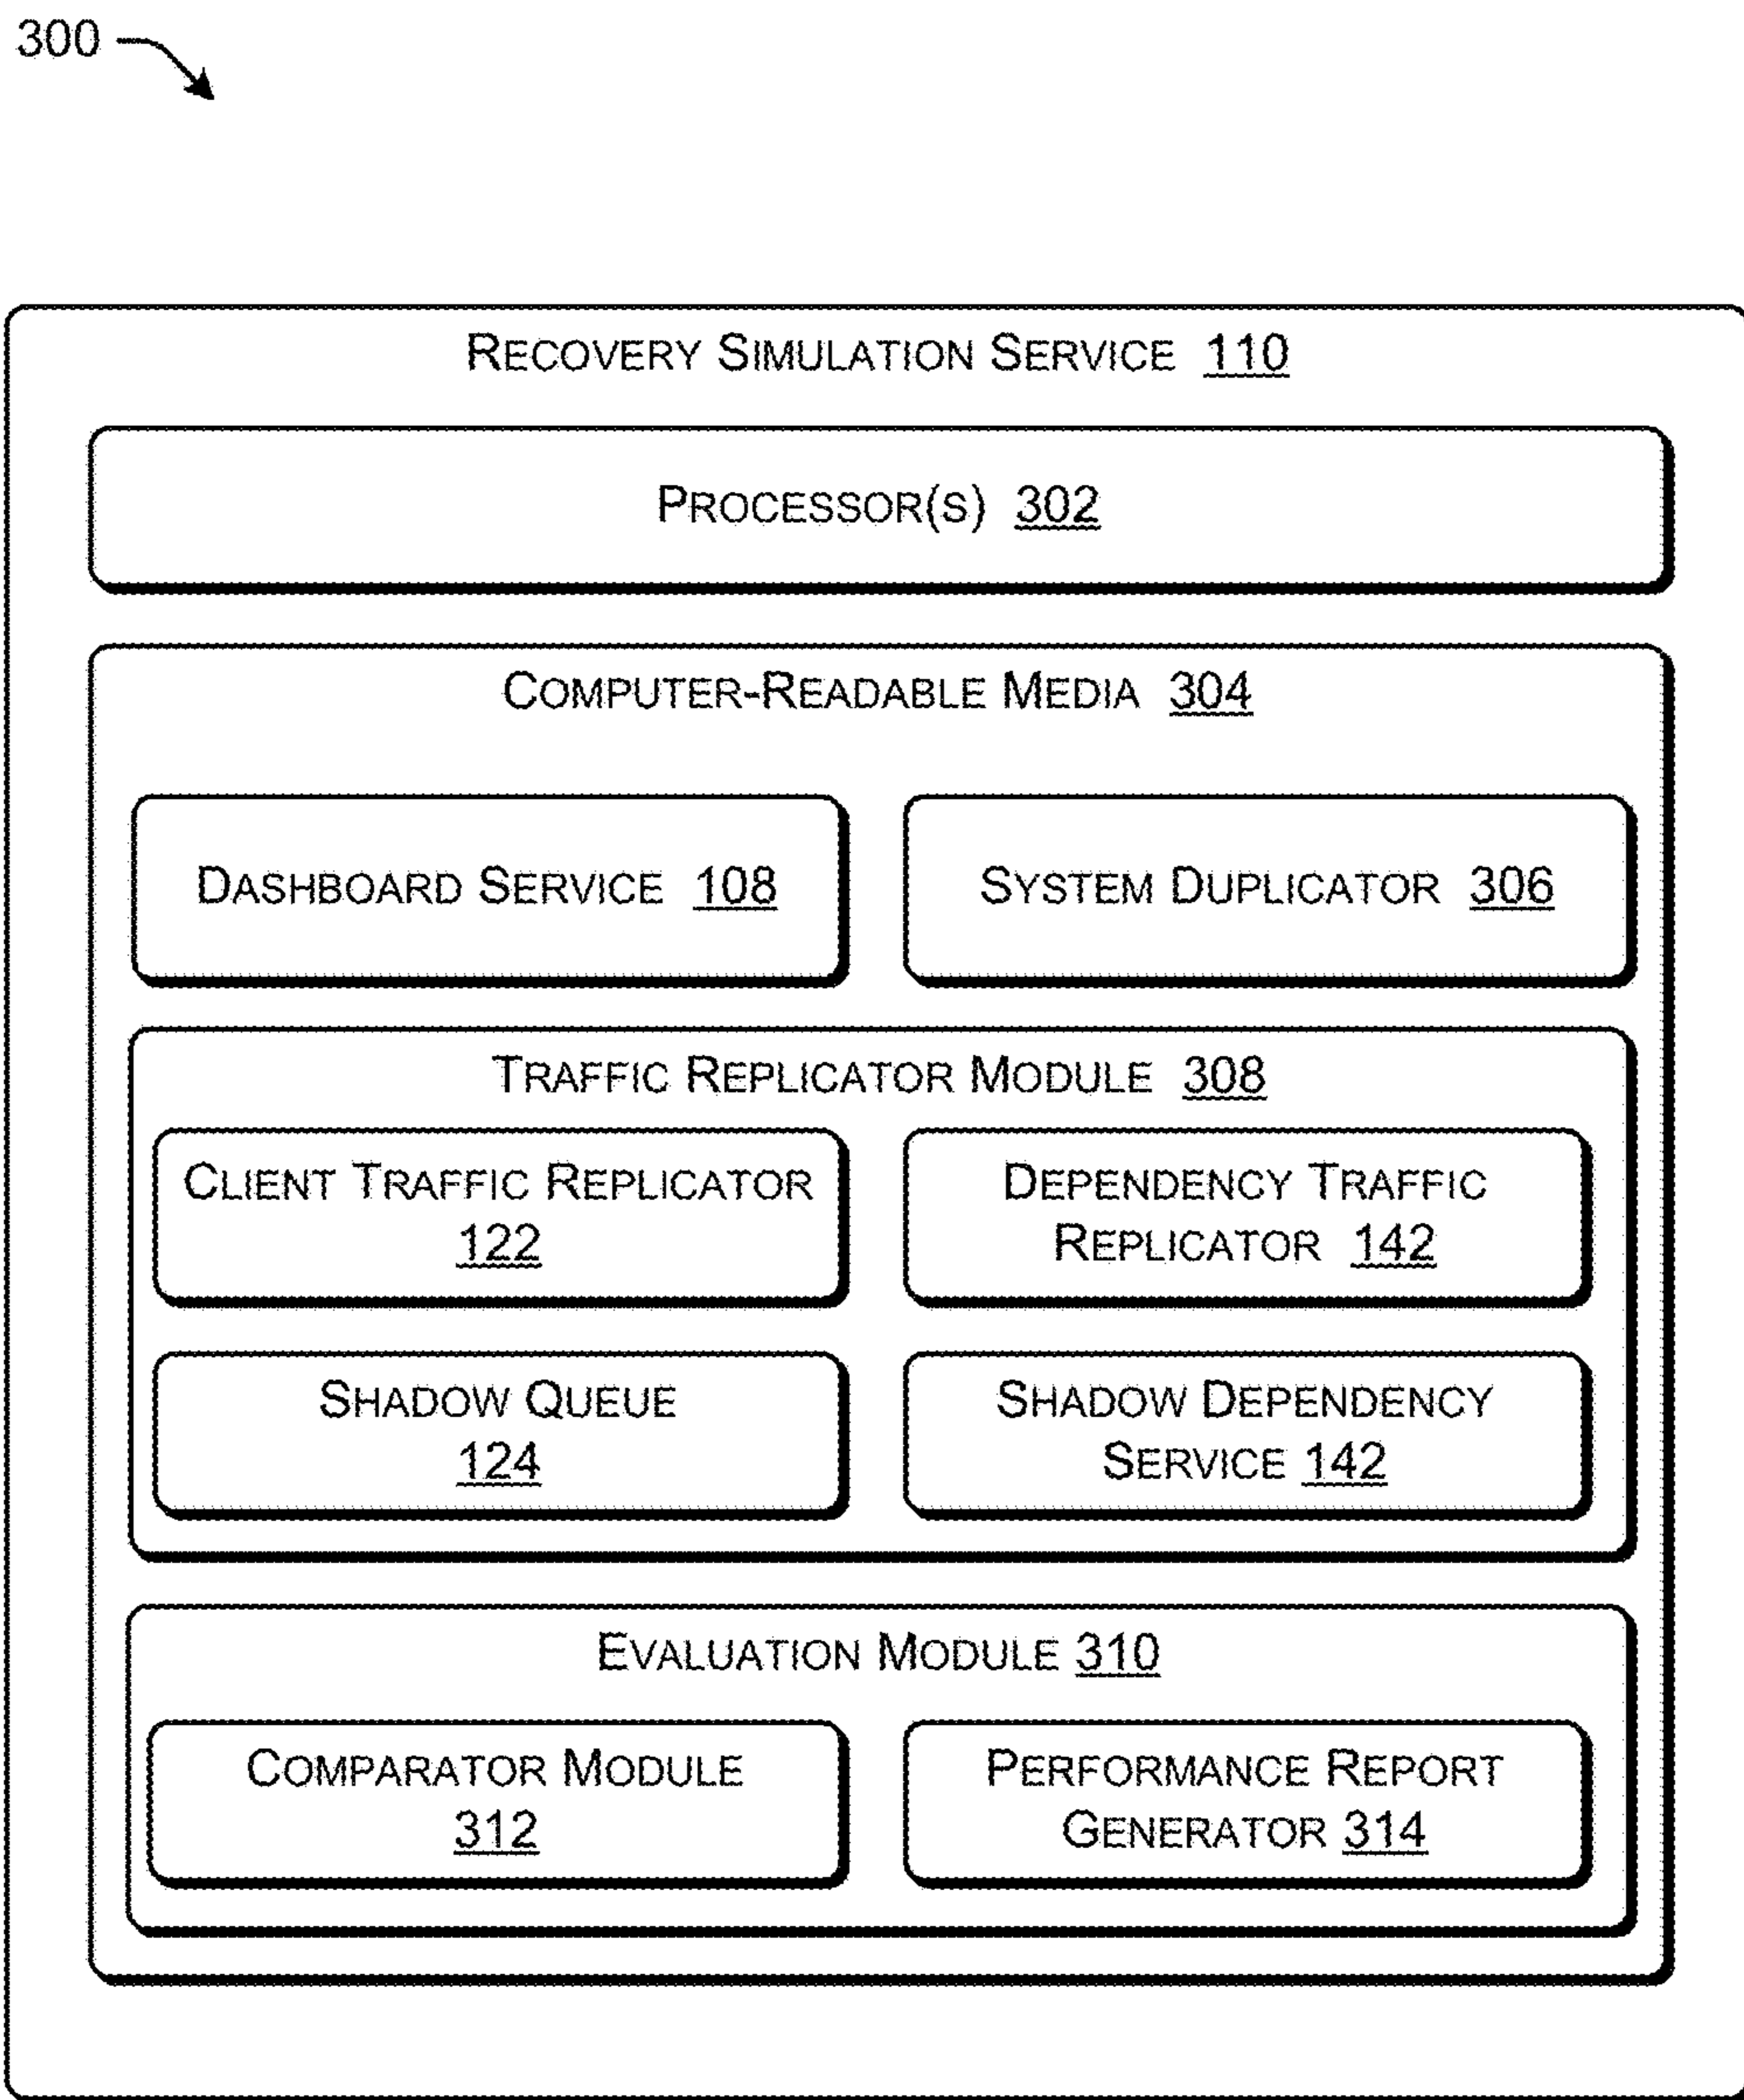 300
RECOVERY SIMULATION SERVICE 110
PROCESSOR(S) 302
COMPUTER-READABLE MEDIA 304
DASHBOARD SERVICE 108
SYSTEM DUPLICATOR 306
TRAFFIC REPLICATOR MODULE 308
CLIENT TRAFFIC REPLICATOR
122
DEPENDENCY TRAFFIC
REPLICATOR 142
SHADOW QUEUE
124
SHADOW DEPENDENCY
SERVICE 142
EVALUATION MODULE 310
COMPARATOR MODULE
312
PERFORMANCE REPORT
GENERATOR 314